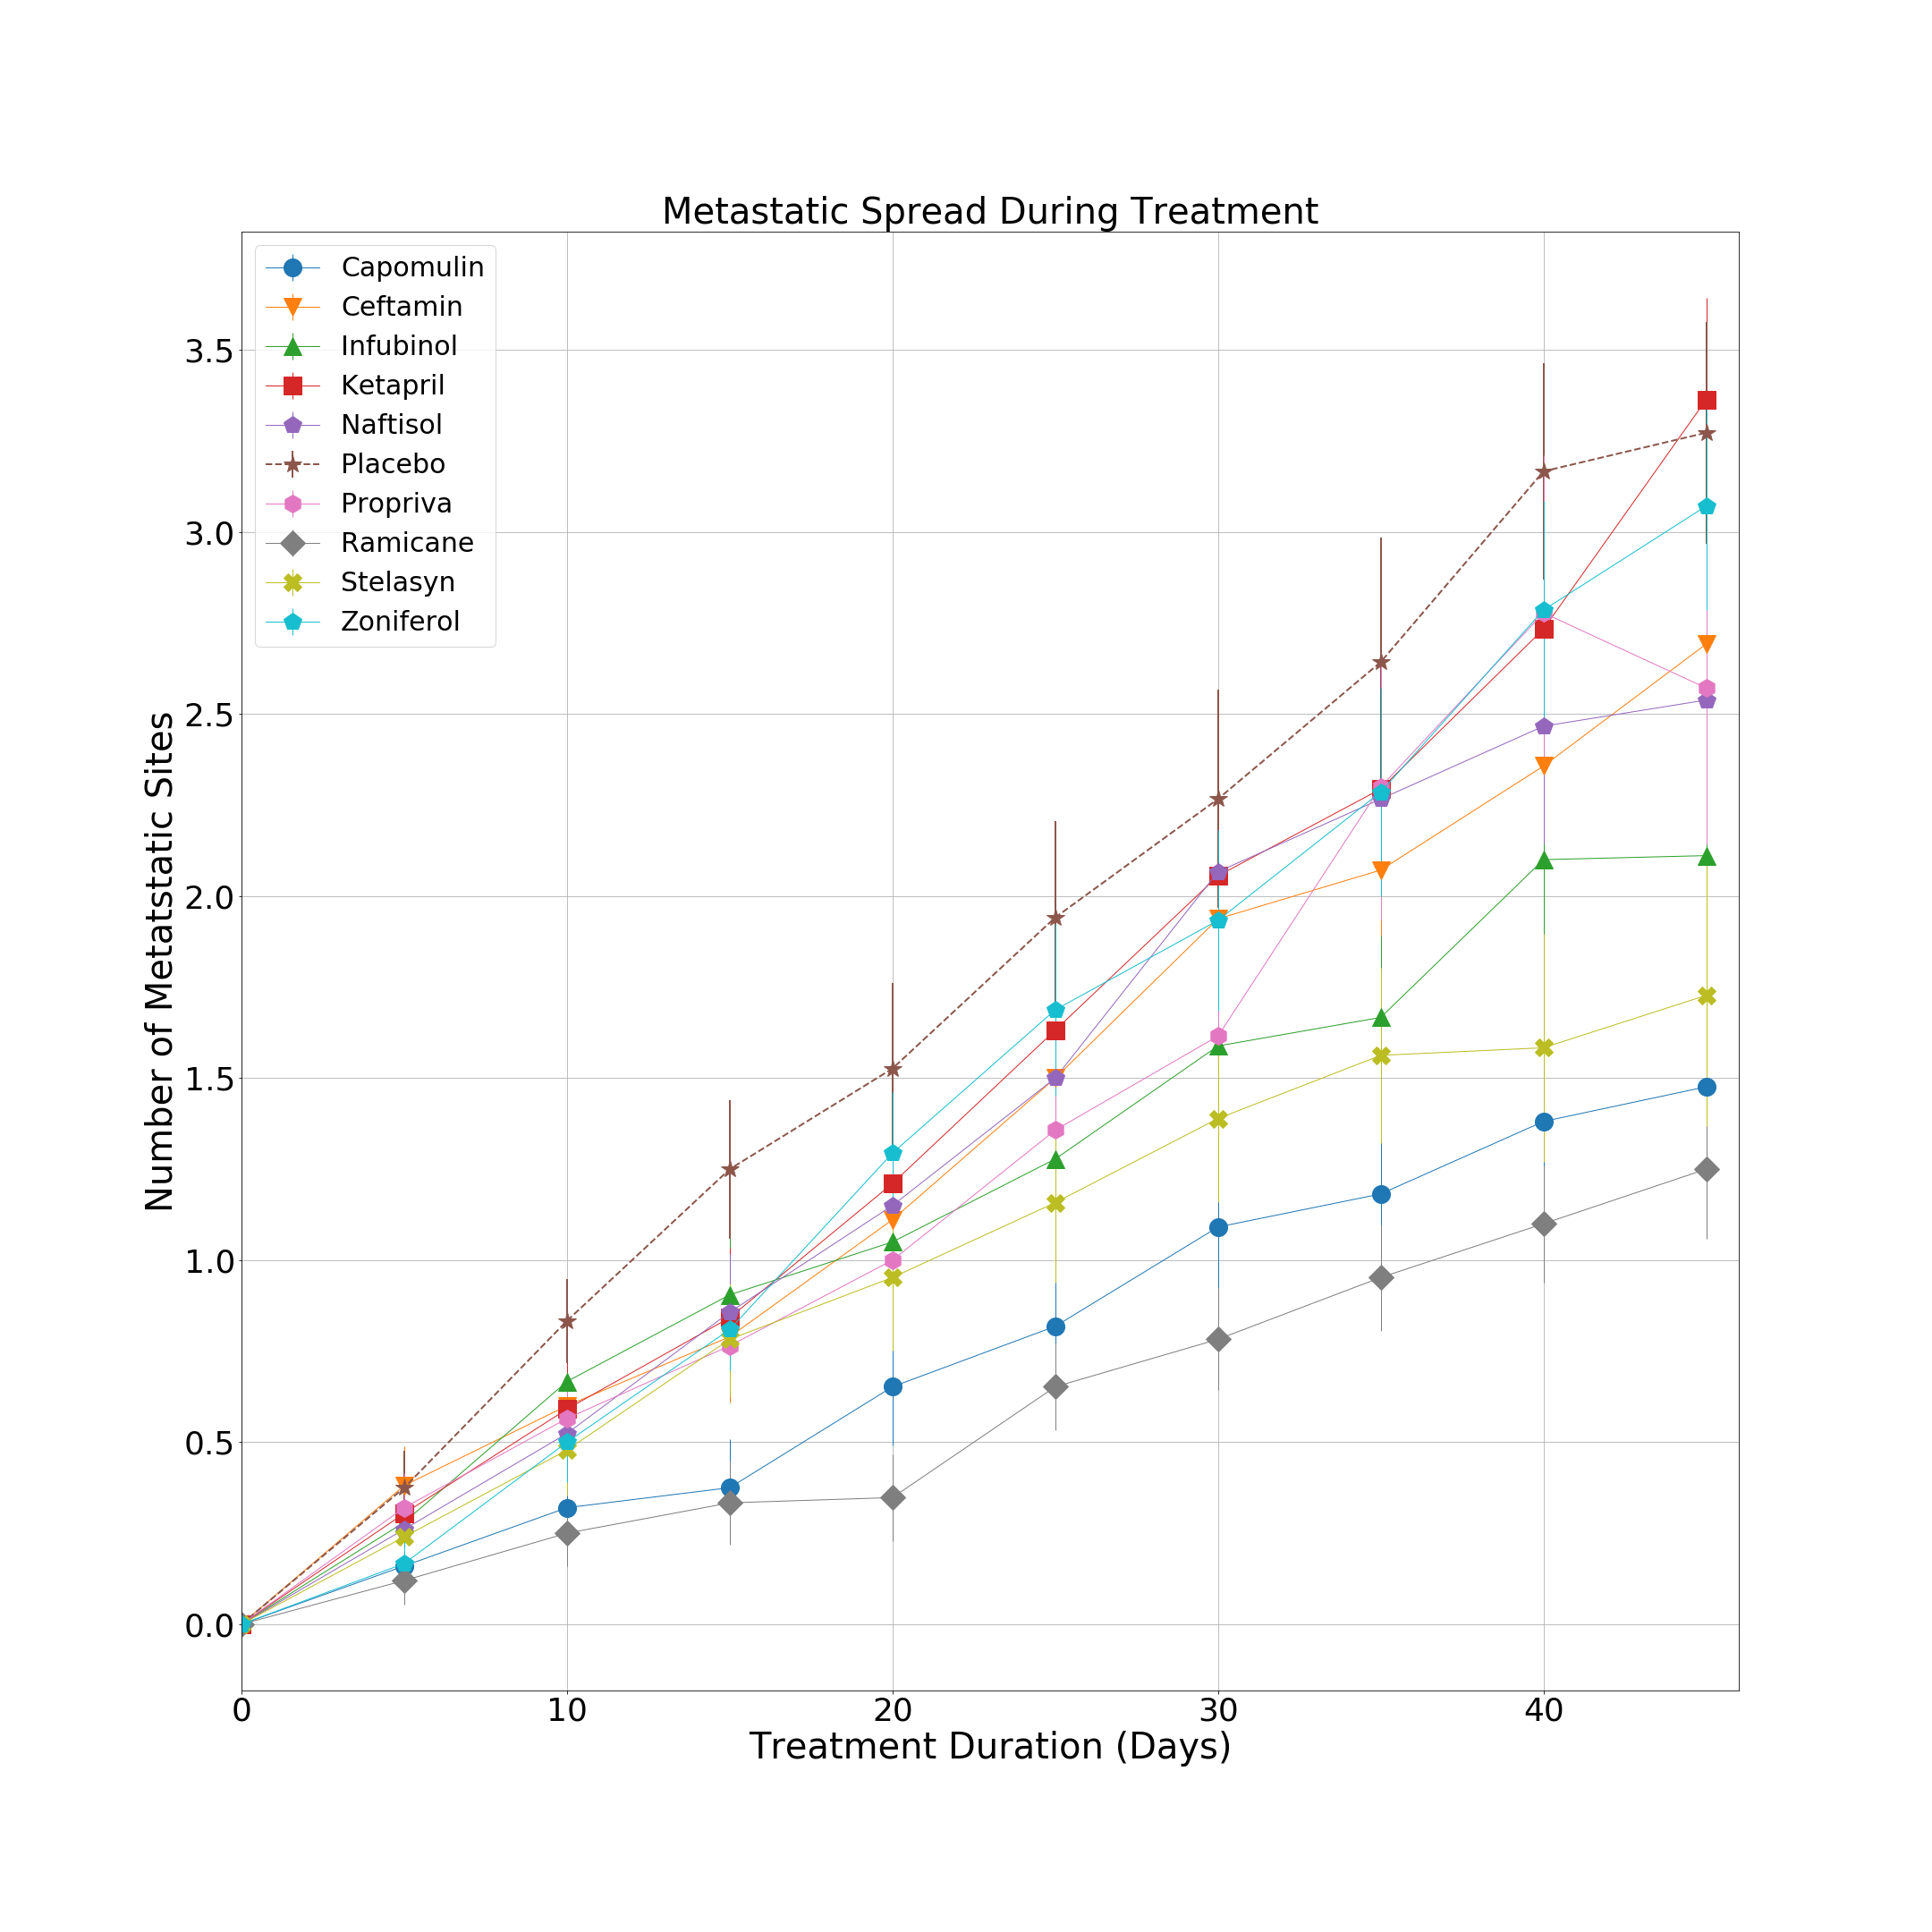 Metastatic Spread During Treatment
Capomulin
Ceftamin
Infubinol
Ketapril
Naftisol
Placebo
Propriva
Ramicane
Stelasyn
Zoniferol
3.5
3.0
2.5
2.0
1.5
1.0
0.5
0.0
Number of Metatstatic Sites
0 10 20 30 40
Treatment Duration (Days)